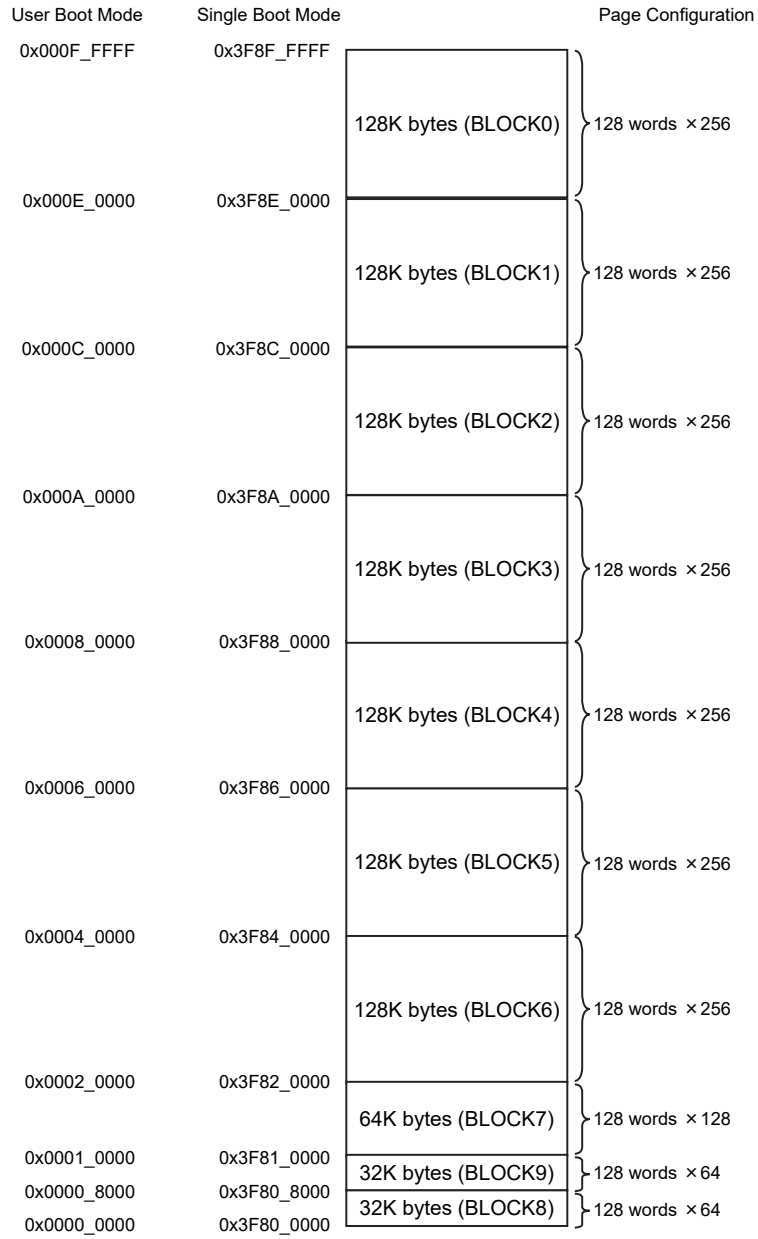 User Boot Mode Single Boot Mode Page Configuration
0x000F_FFFF 0x3F8F_FFFF
128K bytes (BLOCK0) 128 words ×256
0x000E_0000 0x3F8E_0000
128K bytes (BLOCK1) 128 words ×256
0x000C_0000 0x3F8C_0000
128K bytes (BLOCK2) 128 words ×256
0x000A_0000 0x3F8A_0000
128K bytes (BLOCK3) 128 words ×256
0x0008_0000 0x3F88_0000
128K bytes (BLOCK4) 128 words ×256
0x0006_0000 0x3F86_0000
128K bytes (BLOCK5) 128 words ×256
0x0004_0000 0x3F84_0000
128K bytes (BLOCK6) 128 words ×256
0x0002_0000 0x3F82_0000
64K bytes (BLOCK7) 128 words ×128
0x0001_0000 0x3F81_0000
32K bytes (BLOCK9) 128 words ×64
0x0000_8000 0x3F80_8000
32K bytes (BLOCK8) 128 words ×64
0x0000_0000 0x3F80_0000